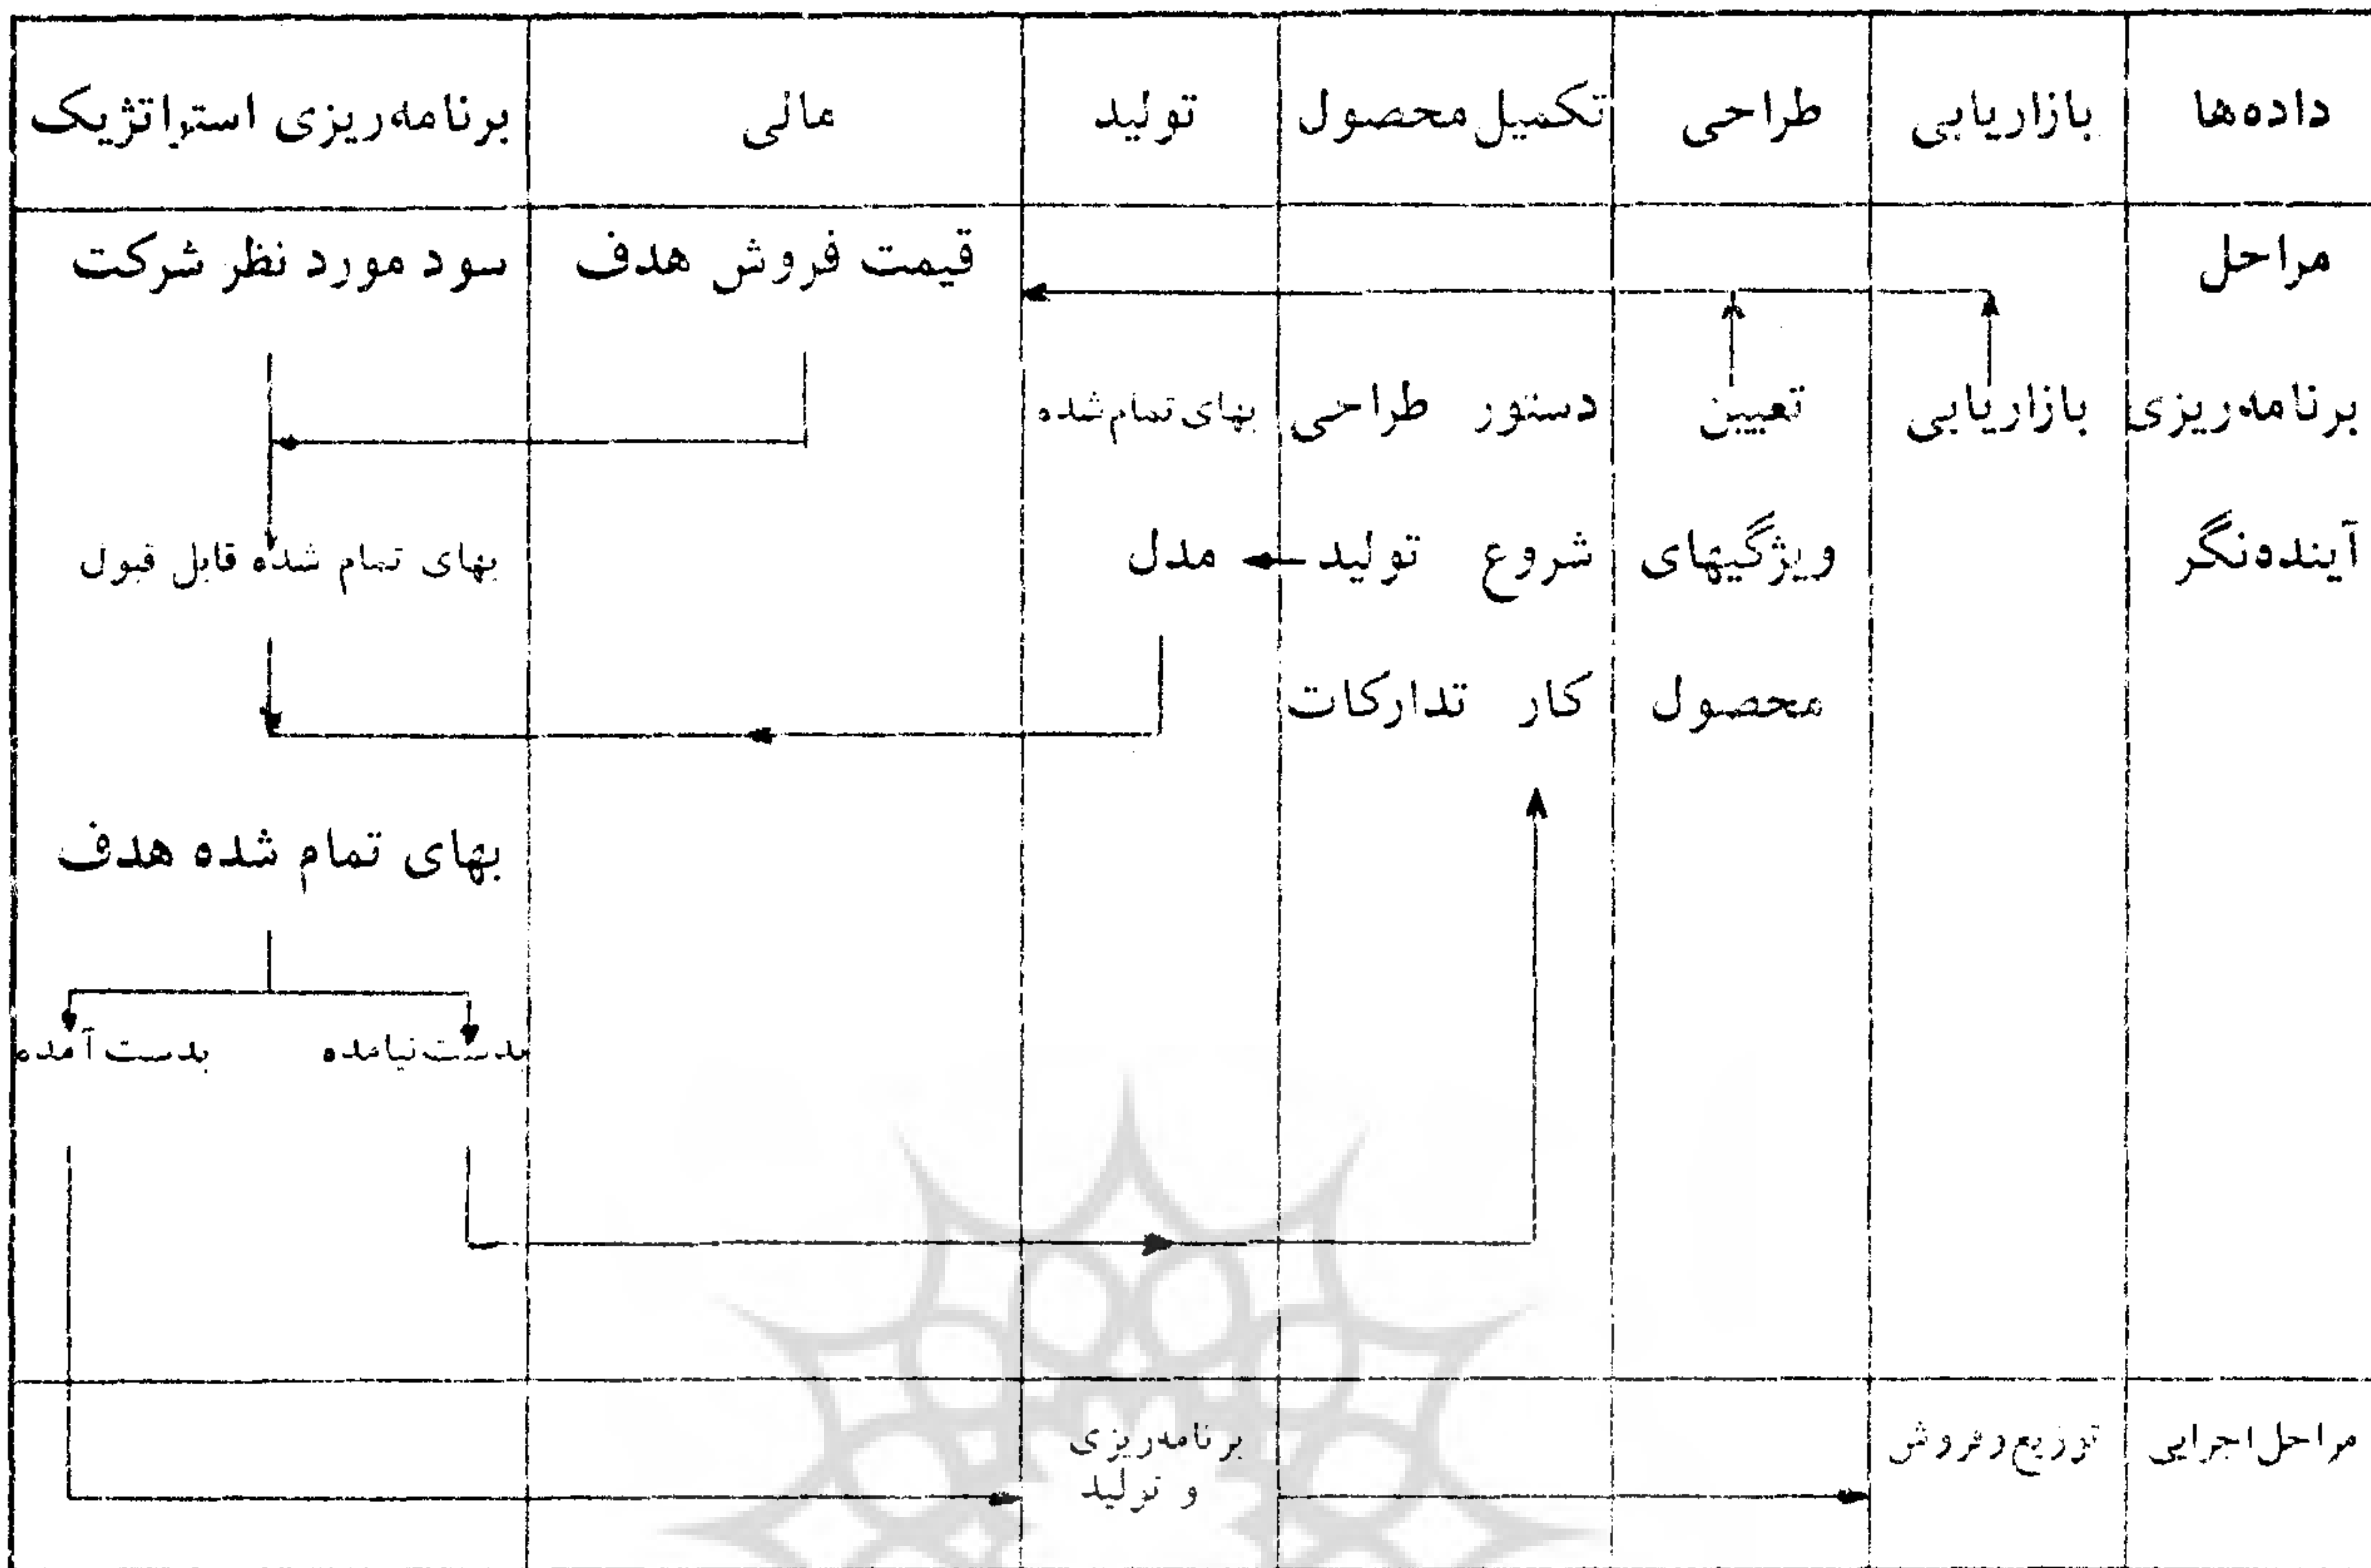 داده‌ها
بازاریابی
طراحی
تکمیل محصول
تولید
مالی
برنامه‌ریزی استراتژیک
مراحل
برنامه‌ریزی
آینده‌نگر
بازاریابی
تعیین
ویژگیهای
محصول
دستور طراحی
شروع تولید
کار تدارکات
بهای تمام شده
مدل
قیمت فروش هدف
سود مورد نظر شرکت
بهای تمام شده قابل قبول
بهای تمام شده هدف
بدست نیامده
بدست آمده
مراحل اجرایی
توزیع و فروش
برنامه‌ریزی
و تولید